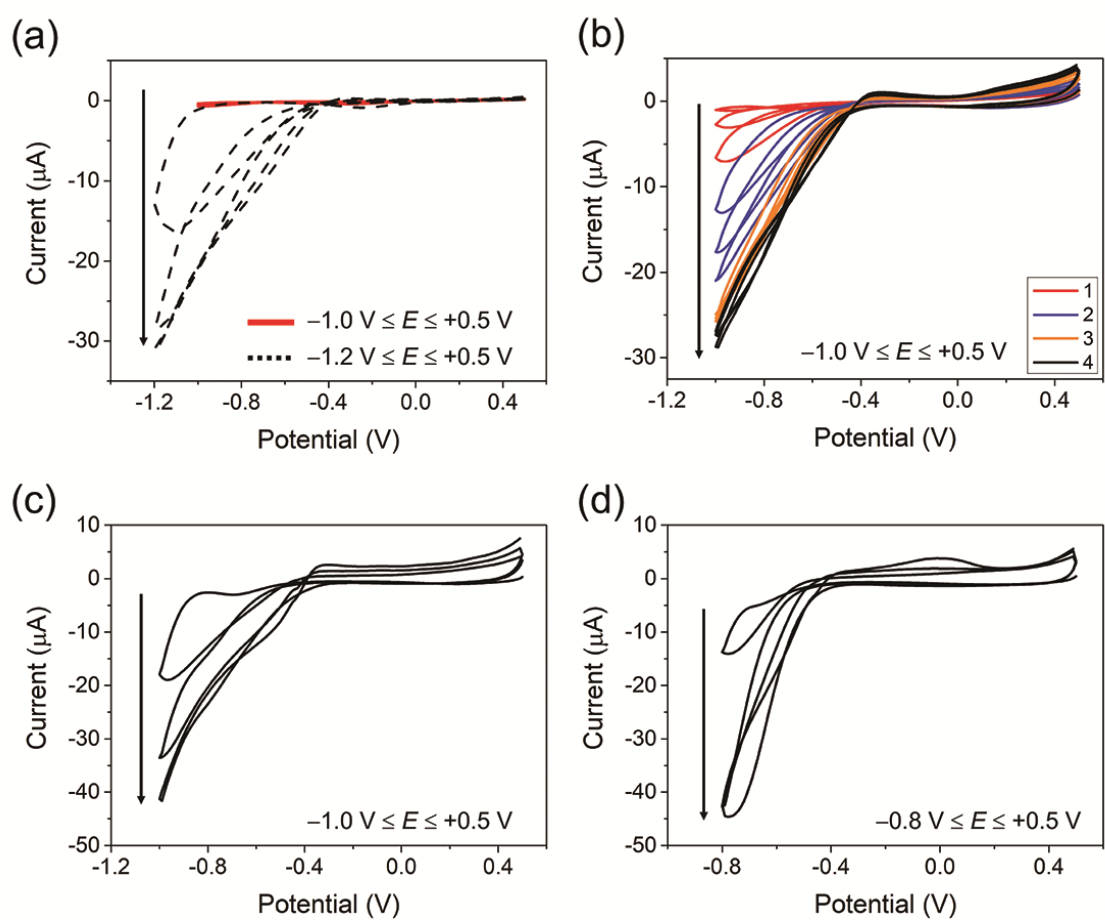 (a)
0
-10
-20
-30
Current (μA)
−1.0 V ≤ E ≤ +0.5 V
−1.2 V ≤ E ≤ +0.5 V
-1.2 -0.8 -0.4 0.0 0.4
Potential (V)
(b)
0
-10
-20
-30
Current (μA)
1
2
3
4
−1.0 V ≤ E ≤ +0.5 V
-1.2 -0.8 -0.4 0.0 0.4
Potential (V)
(c)
10
0
-10
-20
-30
-40
-50
Current (μA)
−1.0 V ≤ E ≤ +0.5 V
-1.2 -0.8 -0.4 0.0 0.4
Potential (V)
(d)
10
0
-10
-20
-30
-40
-50
Current (μA)
−0.8 V ≤ E ≤ +0.5 V
-0.8 -0.4 0.0 0.4
Potential (V)